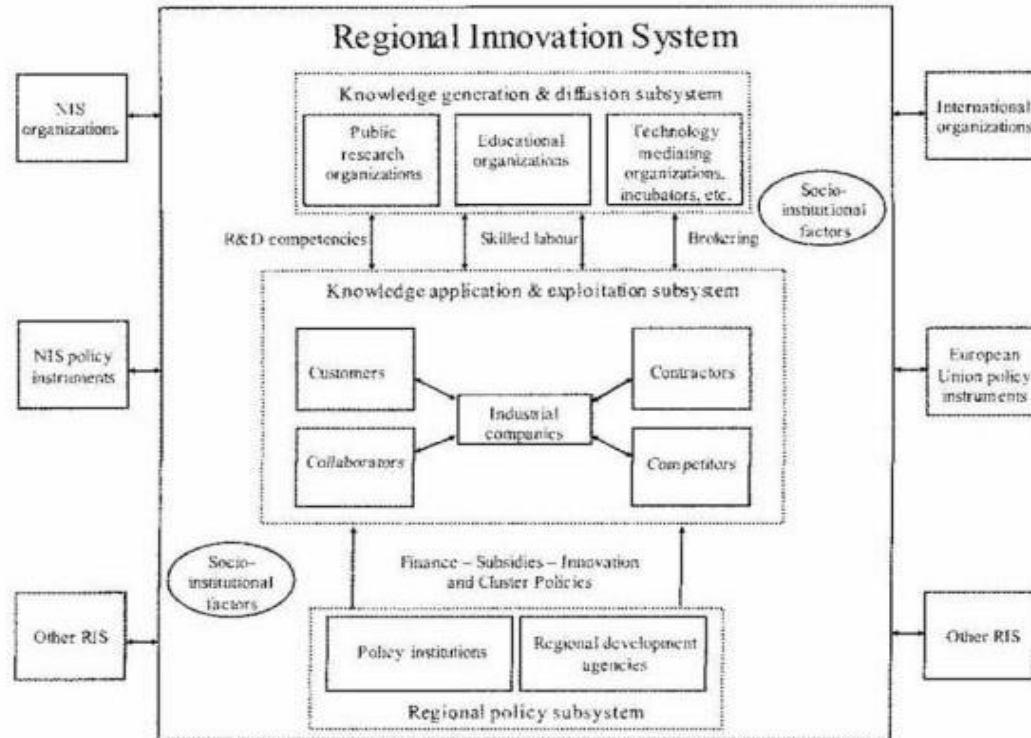 Regional Innovation System
Knowledge generation & diffusion subsystem
Public
research
organizations
Educational
organizations
Technology
mediating
organizations,
incubators, etc.
Socio-
institutional
factors
R&D competencies
Skilled labour
Brokering
Knowledge application & exploitation subsystem
Customers
Contractors
Industrial
companies
Collaborators
Competitors
Finance – Subsidies – Innovation
and Cluster Policies
Socio-
institutional
factors
Policy institutions
Regional development
agencies
Regional policy subsystem
NIS
organizations
NIS policy
instruments
Other RIS
International
organizations
European
Union policy
instruments
Other RIS